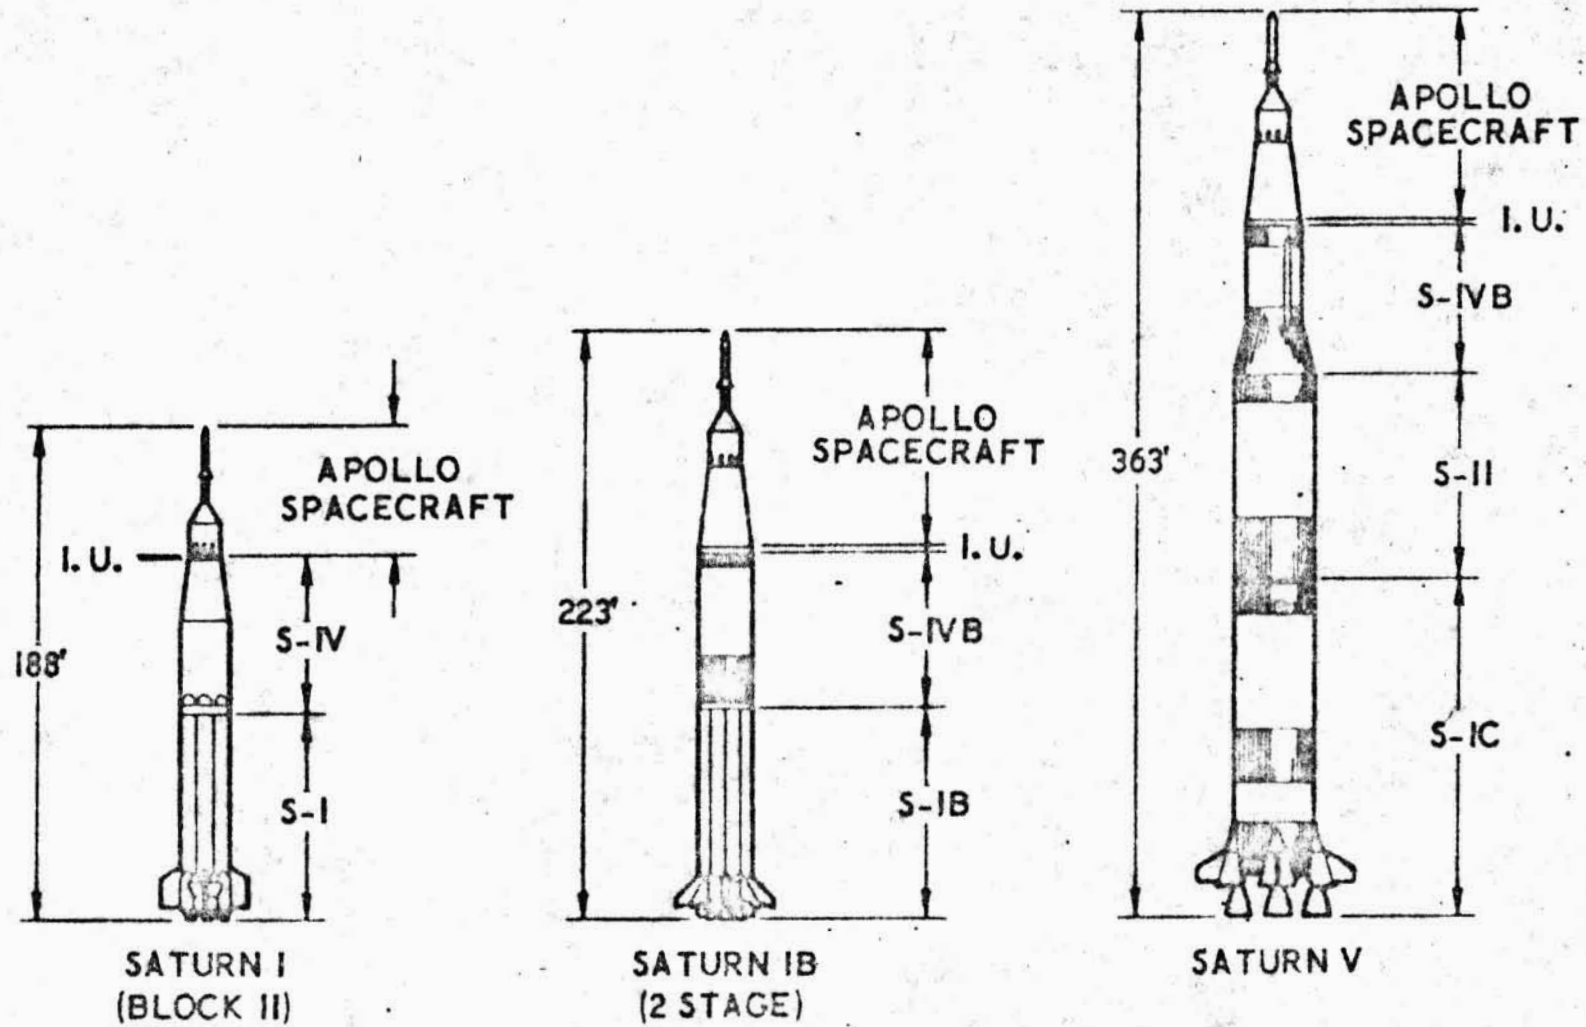 188'
APOLLO
SPACECRAFT
I.U.
S-IV
S-I
SATURN I
(BLOCK II)
223'
APOLLO
SPACECRAFT
I.U.
S-IVB
S-IB
SATURN IB
(2 STAGE)
363'
APOLLO
SPACECRAFT
I.U.
S-IVB
S-II
S-IC
SATURN V